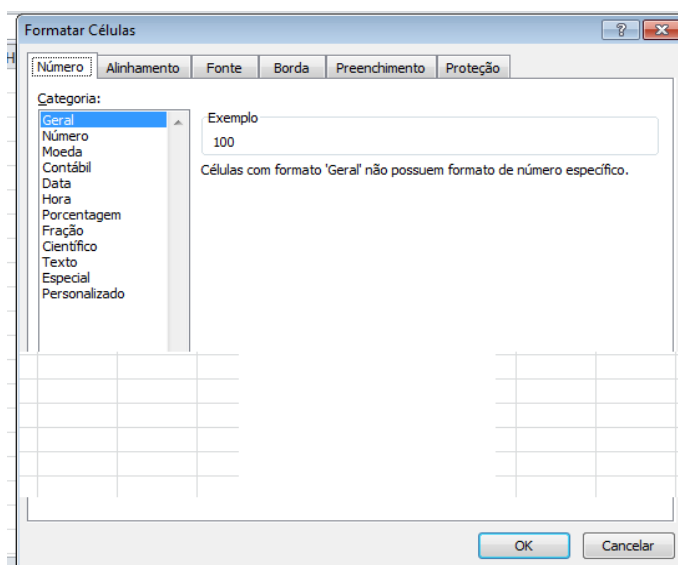 Formatar Células
H
Número Alinhamento Fonte Borda Preenchimento Proteção
Categoria:
Geral
Número
Moeda
Contábil
Data
Hora
Porcentagem
Fração
Científico
Texto
Especial
Personalizado
Exemplo
100
Células com formato 'Geral' não possuem formato de número específico.
OK Cancelar